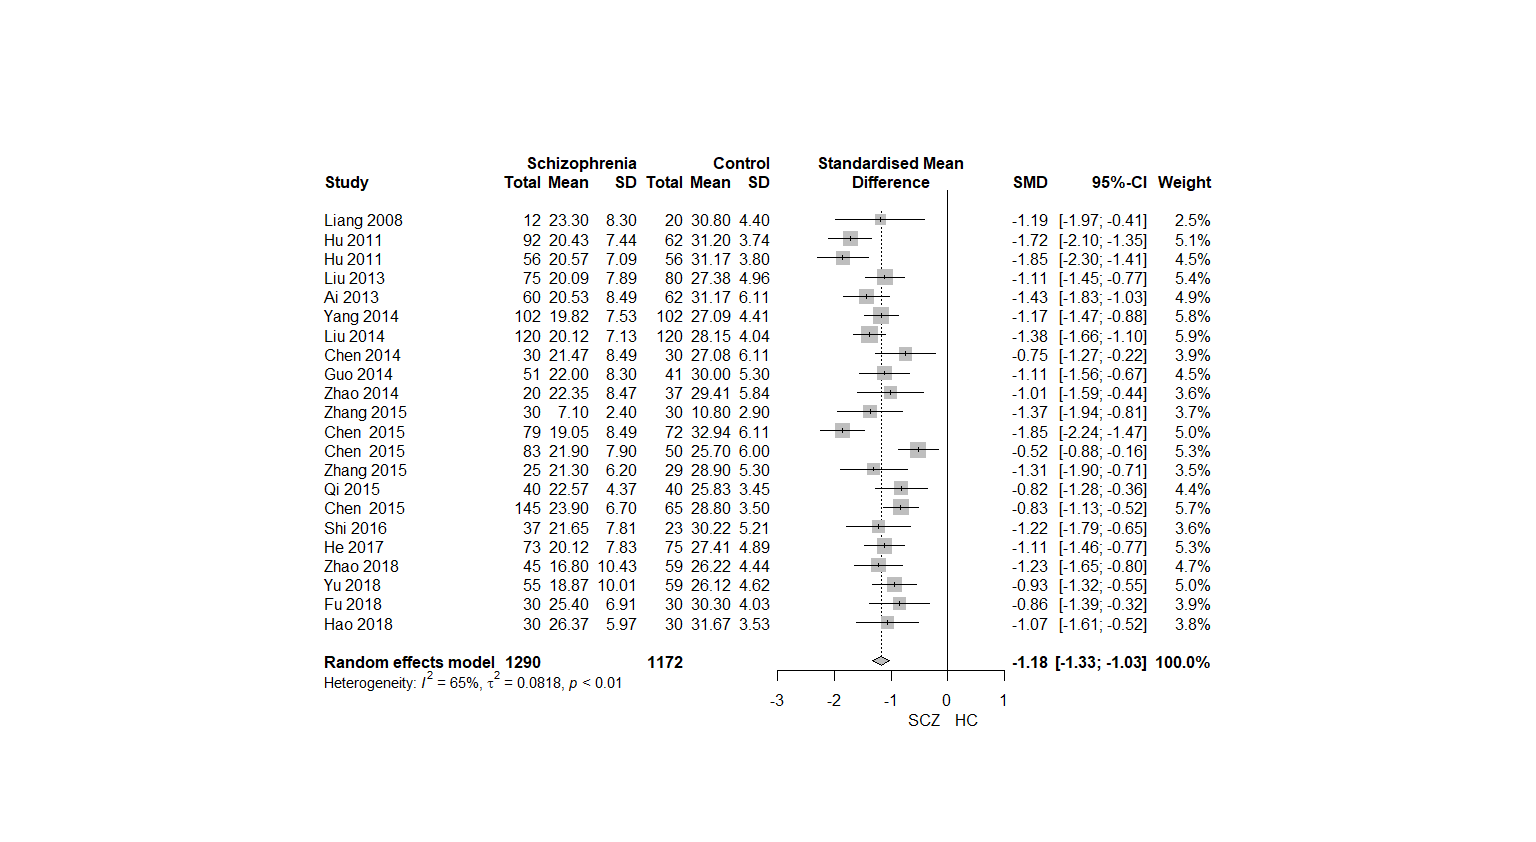 Schizophrenia Control Standardised Mean
Study Total Mean SD Total Mean SD Difference SMD 95%-CI Weight
Liang 2008 12 23.30 8.30 20 30.80 4.40 -1.19 [-1.97; -0.41] 2.5%
Hu 2011 92 20.43 7.44 62 31.20 3.74 -1.72 [-2.10; -1.35] 5.1%
Hu 2011 56 20.57 7.09 56 31.17 3.80 -1.85 [-2.30; -1.41] 4.5%
Liu 2013 75 20.09 7.89 80 27.38 4.96 -1.11 [-1.45; -0.77] 5.4%
Ai 2013 60 20.53 8.49 62 31.17 6.11 -1.43 [-1.83; -1.03] 4.9%
Yang 2014 102 19.82 7.53 102 27.09 4.41 -1.17 [-1.47; -0.88] 5.8%
Liu 2014 120 20.12 7.13 120 28.15 4.04 -1.38 [-1.66; -1.10] 5.9%
Chen 2014 30 21.47 8.49 30 27.08 6.11 -0.75 [-1.27; -0.22] 3.9%
Guo 2014 51 22.00 8.30 41 30.00 5.30 -1.11 [-1.56; -0.67] 4.5%
Zhao 2014 20 22.35 8.47 37 29.41 5.84 -1.01 [-1.59; -0.44] 3.6%
Zhang 2015 30 7.10 2.40 30 10.80 2.90 -1.37 [-1.94; -0.81] 3.7%
Chen 2015 79 19.05 8.49 72 32.94 6.11 -1.85 [-2.24; -1.47] 5.0%
Chen 2015 83 21.90 7.90 50 25.70 6.00 -0.52 [-0.88; -0.16] 5.3%
Zhang 2015 25 21.30 6.20 29 28.90 5.30 -1.31 [-1.90; -0.71] 3.5%
Qi 2015 40 22.57 4.37 40 25.83 3.45 -0.82 [-1.28; -0.36] 4.4%
Chen 2015 145 23.90 6.70 65 28.80 3.50 -0.83 [-1.13; -0.52] 5.7%
Shi 2016 37 21.65 7.81 23 30.22 5.21 -1.22 [-1.79; -0.65] 3.6%
He 2017 73 20.12 7.83 75 27.41 4.89 -1.11 [-1.46; -0.77] 5.3%
Zhao 2018 45 16.80 10.43 59 26.22 4.44 -1.23 [-1.65; -0.80] 4.7%
Yu 2018 55 18.87 10.01 59 26.12 4.62 -0.93 [-1.32; -0.55] 5.0%
Fu 2018 30 25.40 6.91 30 30.30 4.03 -0.86 [-1.39; -0.32] 3.9%
Hao 2018 30 26.37 5.97 30 31.67 3.53 -1.07 [-1.61; -0.52] 3.8%
Random effects model 1290 1172 -1.18 [-1.33; -1.03] 100.0%
Heterogeneity: I² = 65%, τ² = 0.0818, p < 0.01
-3 -2 -1 0 1
SCZ HC